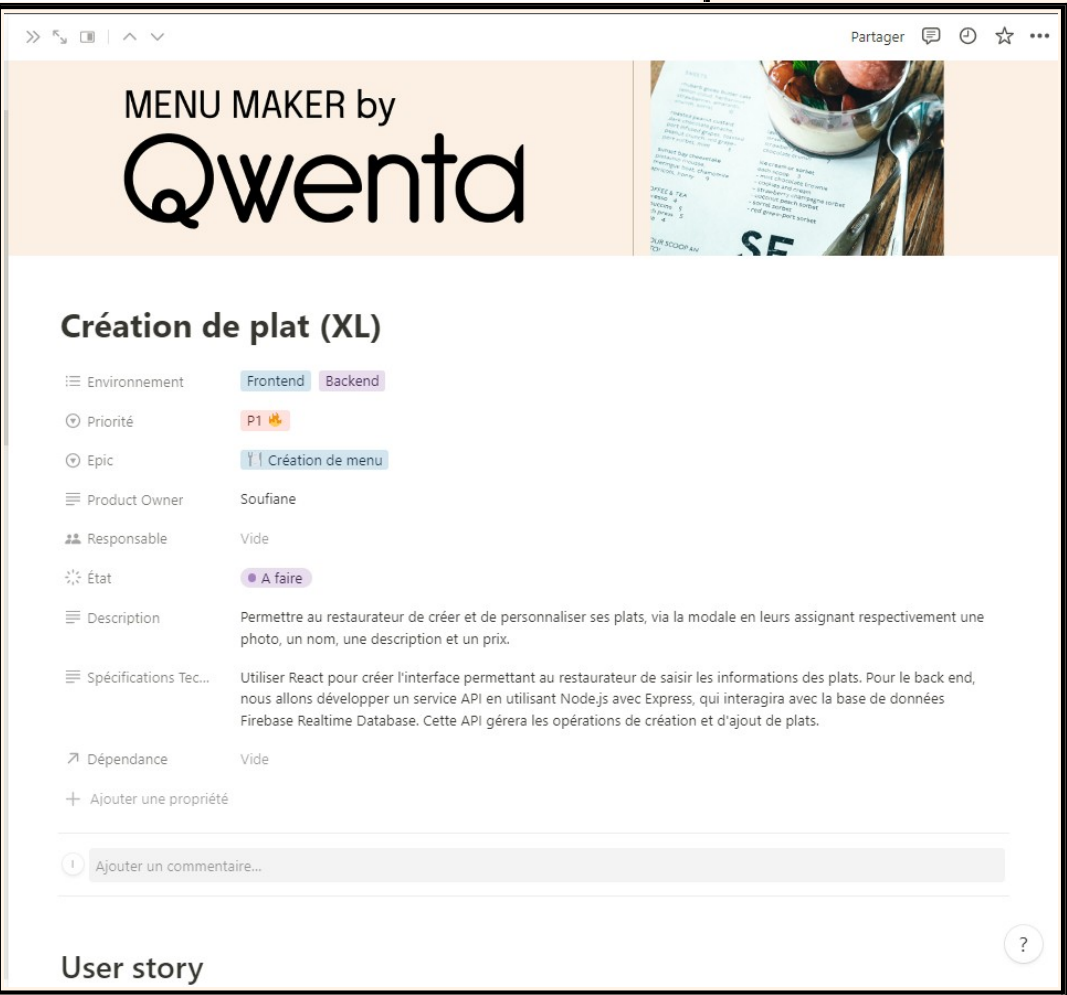 Partager
MENU MAKER by
Qwenta
SE
Création de plat (XL)
Environnement Frontend Backend
Priorité P1 🔥
Epic 🍴 Création de menu
Product Owner Soufiane
Responsable Vide
État A faire
Description Permettre au restaurateur de créer et de personnaliser ses plats, via la modale en leurs assignant respectivement une
photo, un nom, une description et un prix.
Spécifications Tec... Utiliser React pour créer l'interface permettant au restaurateur de saisir les informations des plats. Pour le back end,
nous allons développer un service API en utilisant Node.js avec Express, qui interagira avec la base de données
Firebase Realtime Database. Cette API gérera les opérations de création et d'ajout de plats.
Dépendance Vide
Ajouter une propriété
I Ajouter un commentaire...
?
User story